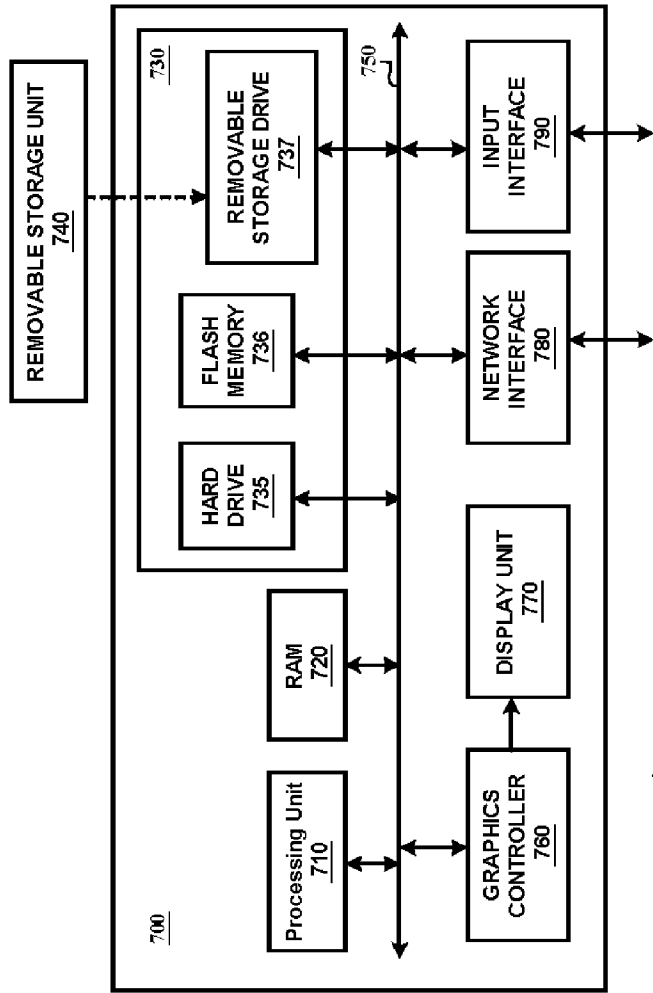 REMOVABLE STORAGE UNIT
740
700
730
REMOVABLE
STORAGE DRIVE
737
FLASH
MEMORY
736
HARD
DRIVE
735
RAM
720
Processing Unit
710
750
GRAPHICS
CONTROLLER
760
DISPLAY UNIT
770
NETWORK
INTERFACE
780
INPUT
INTERFACE
790